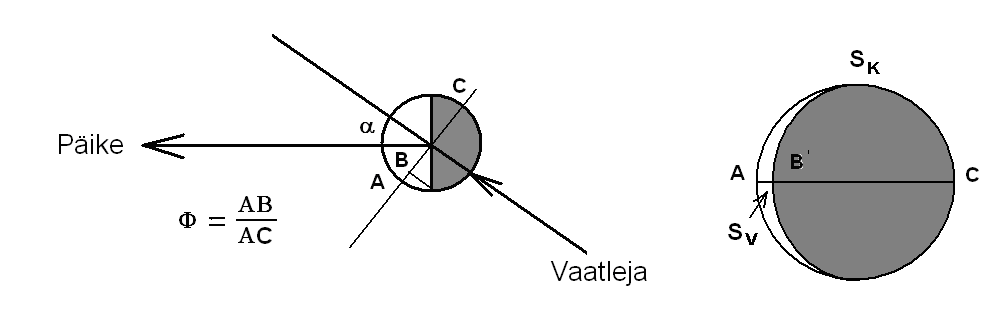 Päike
α
A
B
C
Φ = AB/AC
Vaatleja
S_K
A
B'
C
S_V